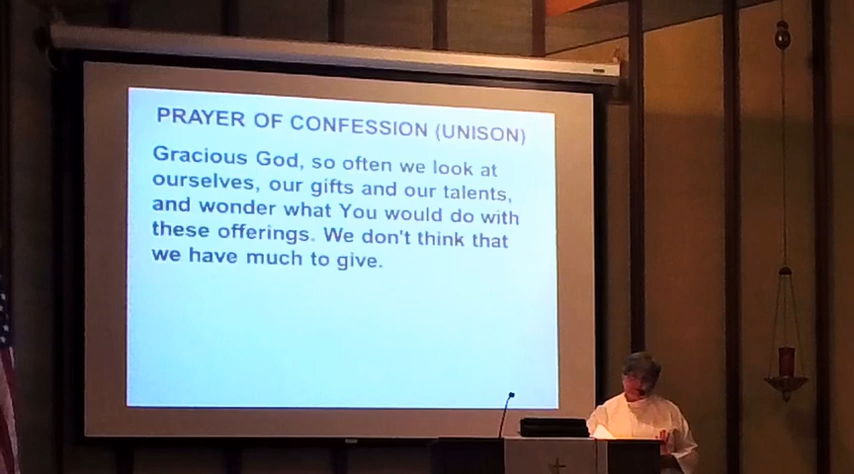 PRAYER OF CONFESSION (UNISON)
Gracious God, so often we look at
ourselves, our gifts and our talents,
and wonder what You would do with
these offerings. We don't think that
we have much to give.